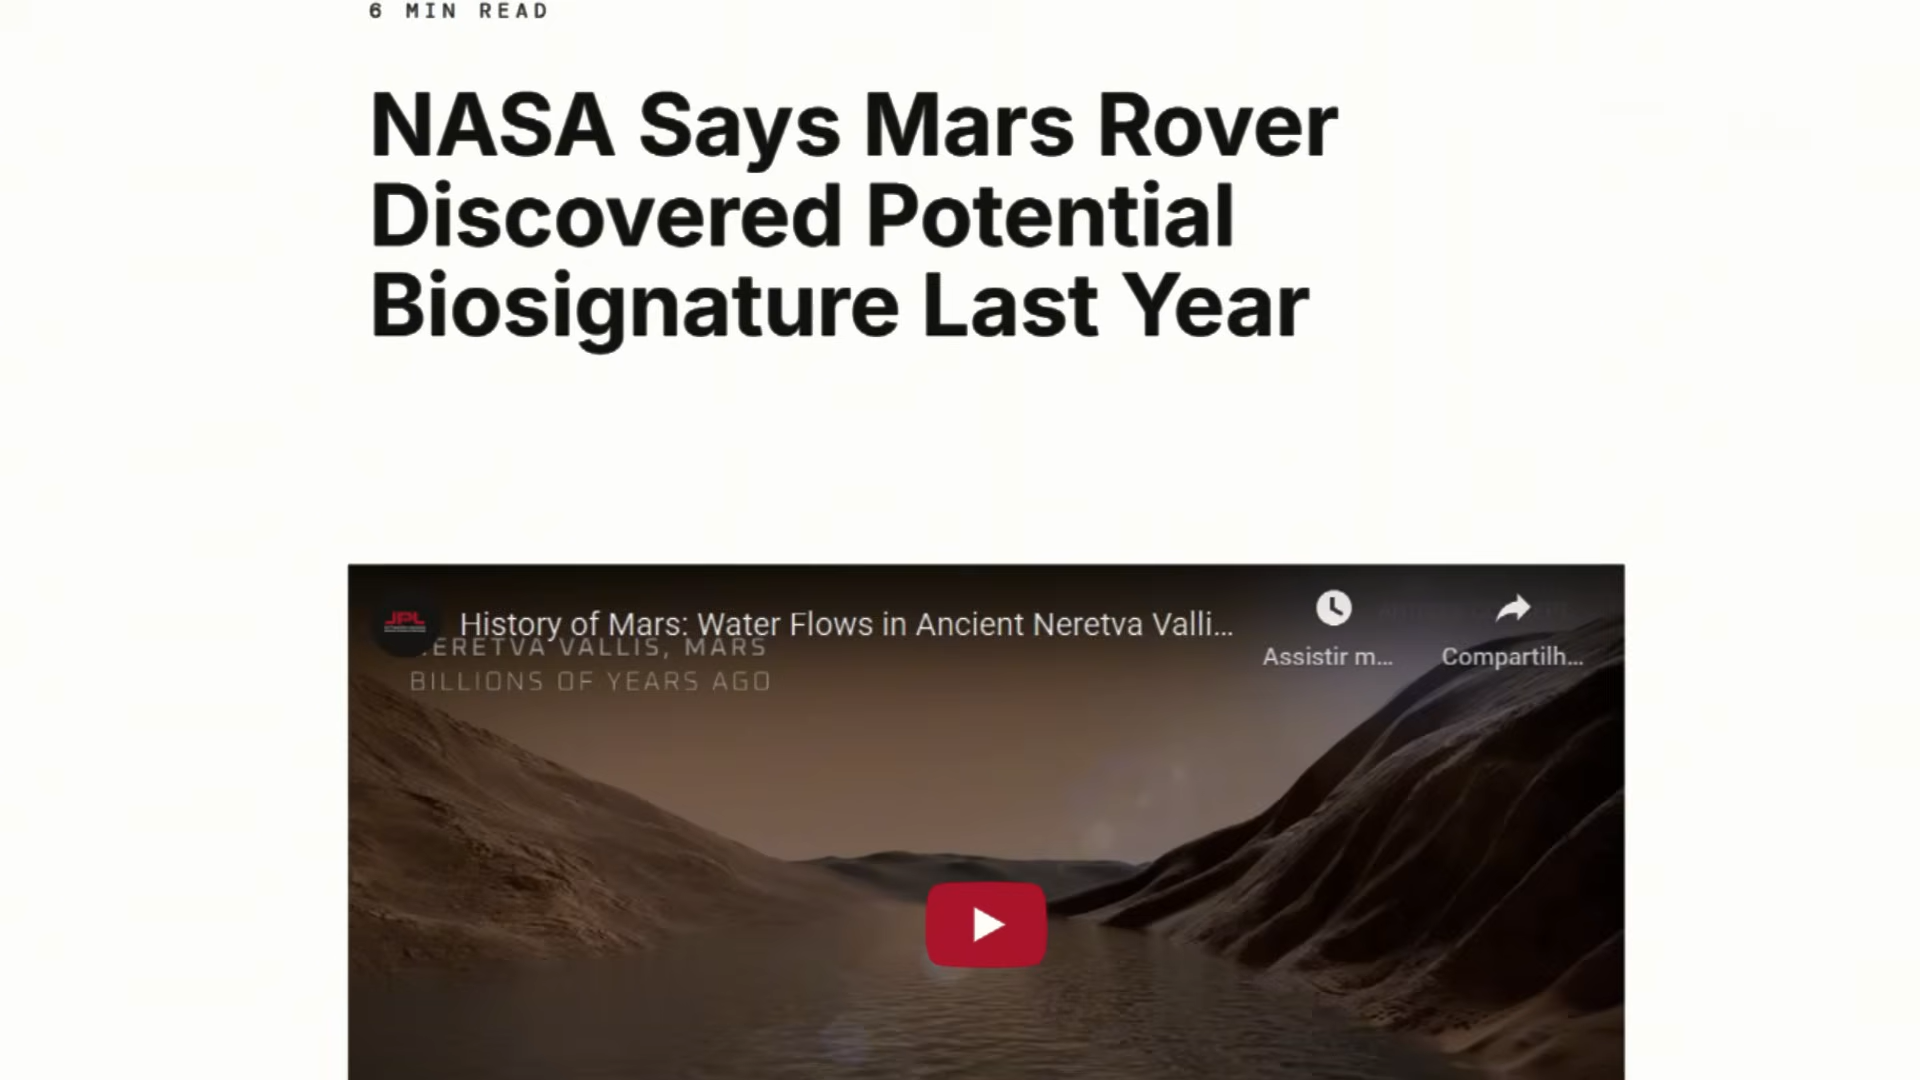 6 MIN READ
NASA Says Mars Rover
Discovered Potential
Biosignature Last Year
JPL
History of Mars: Water Flows in Ancient Neretva Valli...
Assistir m...
Compartilh...
ERETVA VALLIS, MARS
BILLIONS OF YEARS AGO